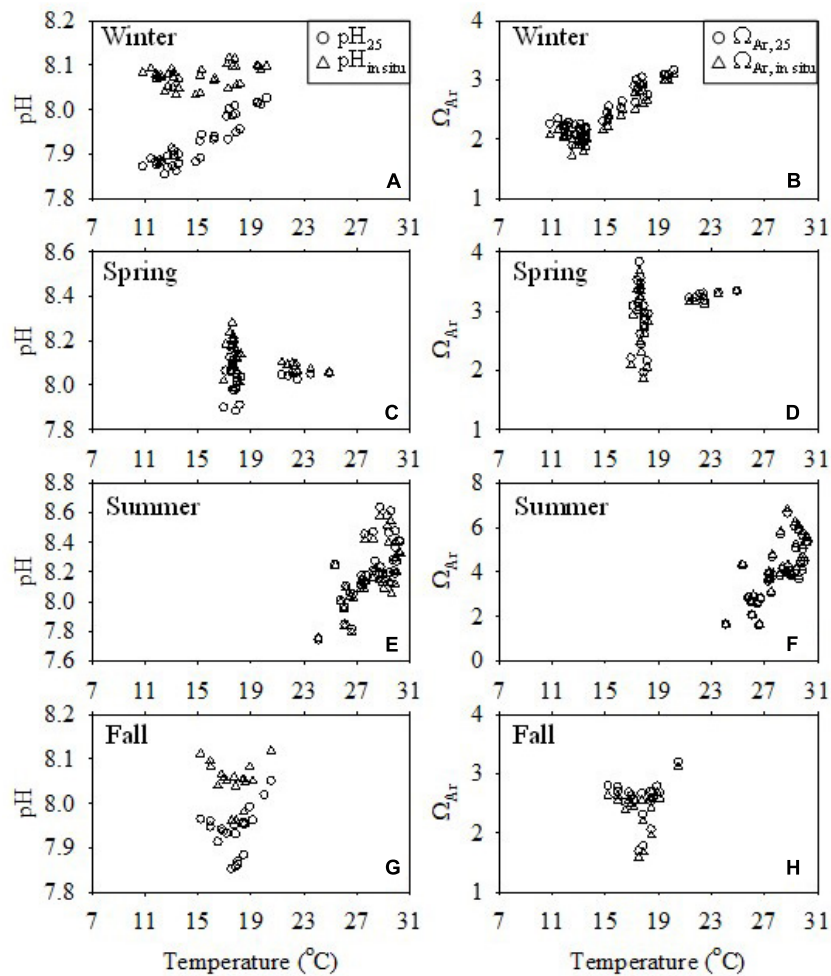 8.2 Winter ○ pH25 4 Winter ○ ΩAr, 25
△ pHin situ △ ΩAr, in situ
8.1 3
pH 8.0 ΩAr 2
7.9
7.8 A 1 B
7 11 15 19 23 27 31 7 11 15 19 23 27 31
8.6 Spring 4 Spring
8.4 3
pH 8.2 ΩAr
8.0 2
7.8 C 1 D
7 11 15 19 23 27 31 7 11 15 19 23 27 31
8.8 Summer 8 Summer
8.6
8.4 6
pH 8.2 ΩAr 4
8.0
7.8 2
7.6 E 0 F
7 11 15 19 23 27 31 7 11 15 19 23 27 31
8.2 Fall 4 Fall
8.1 3
pH 8.0 ΩAr
7.9 2
7.8 G 1 H
7 11 15 19 23 27 31 7 11 15 19 23 27 31
Temperature (°C) Temperature (°C)